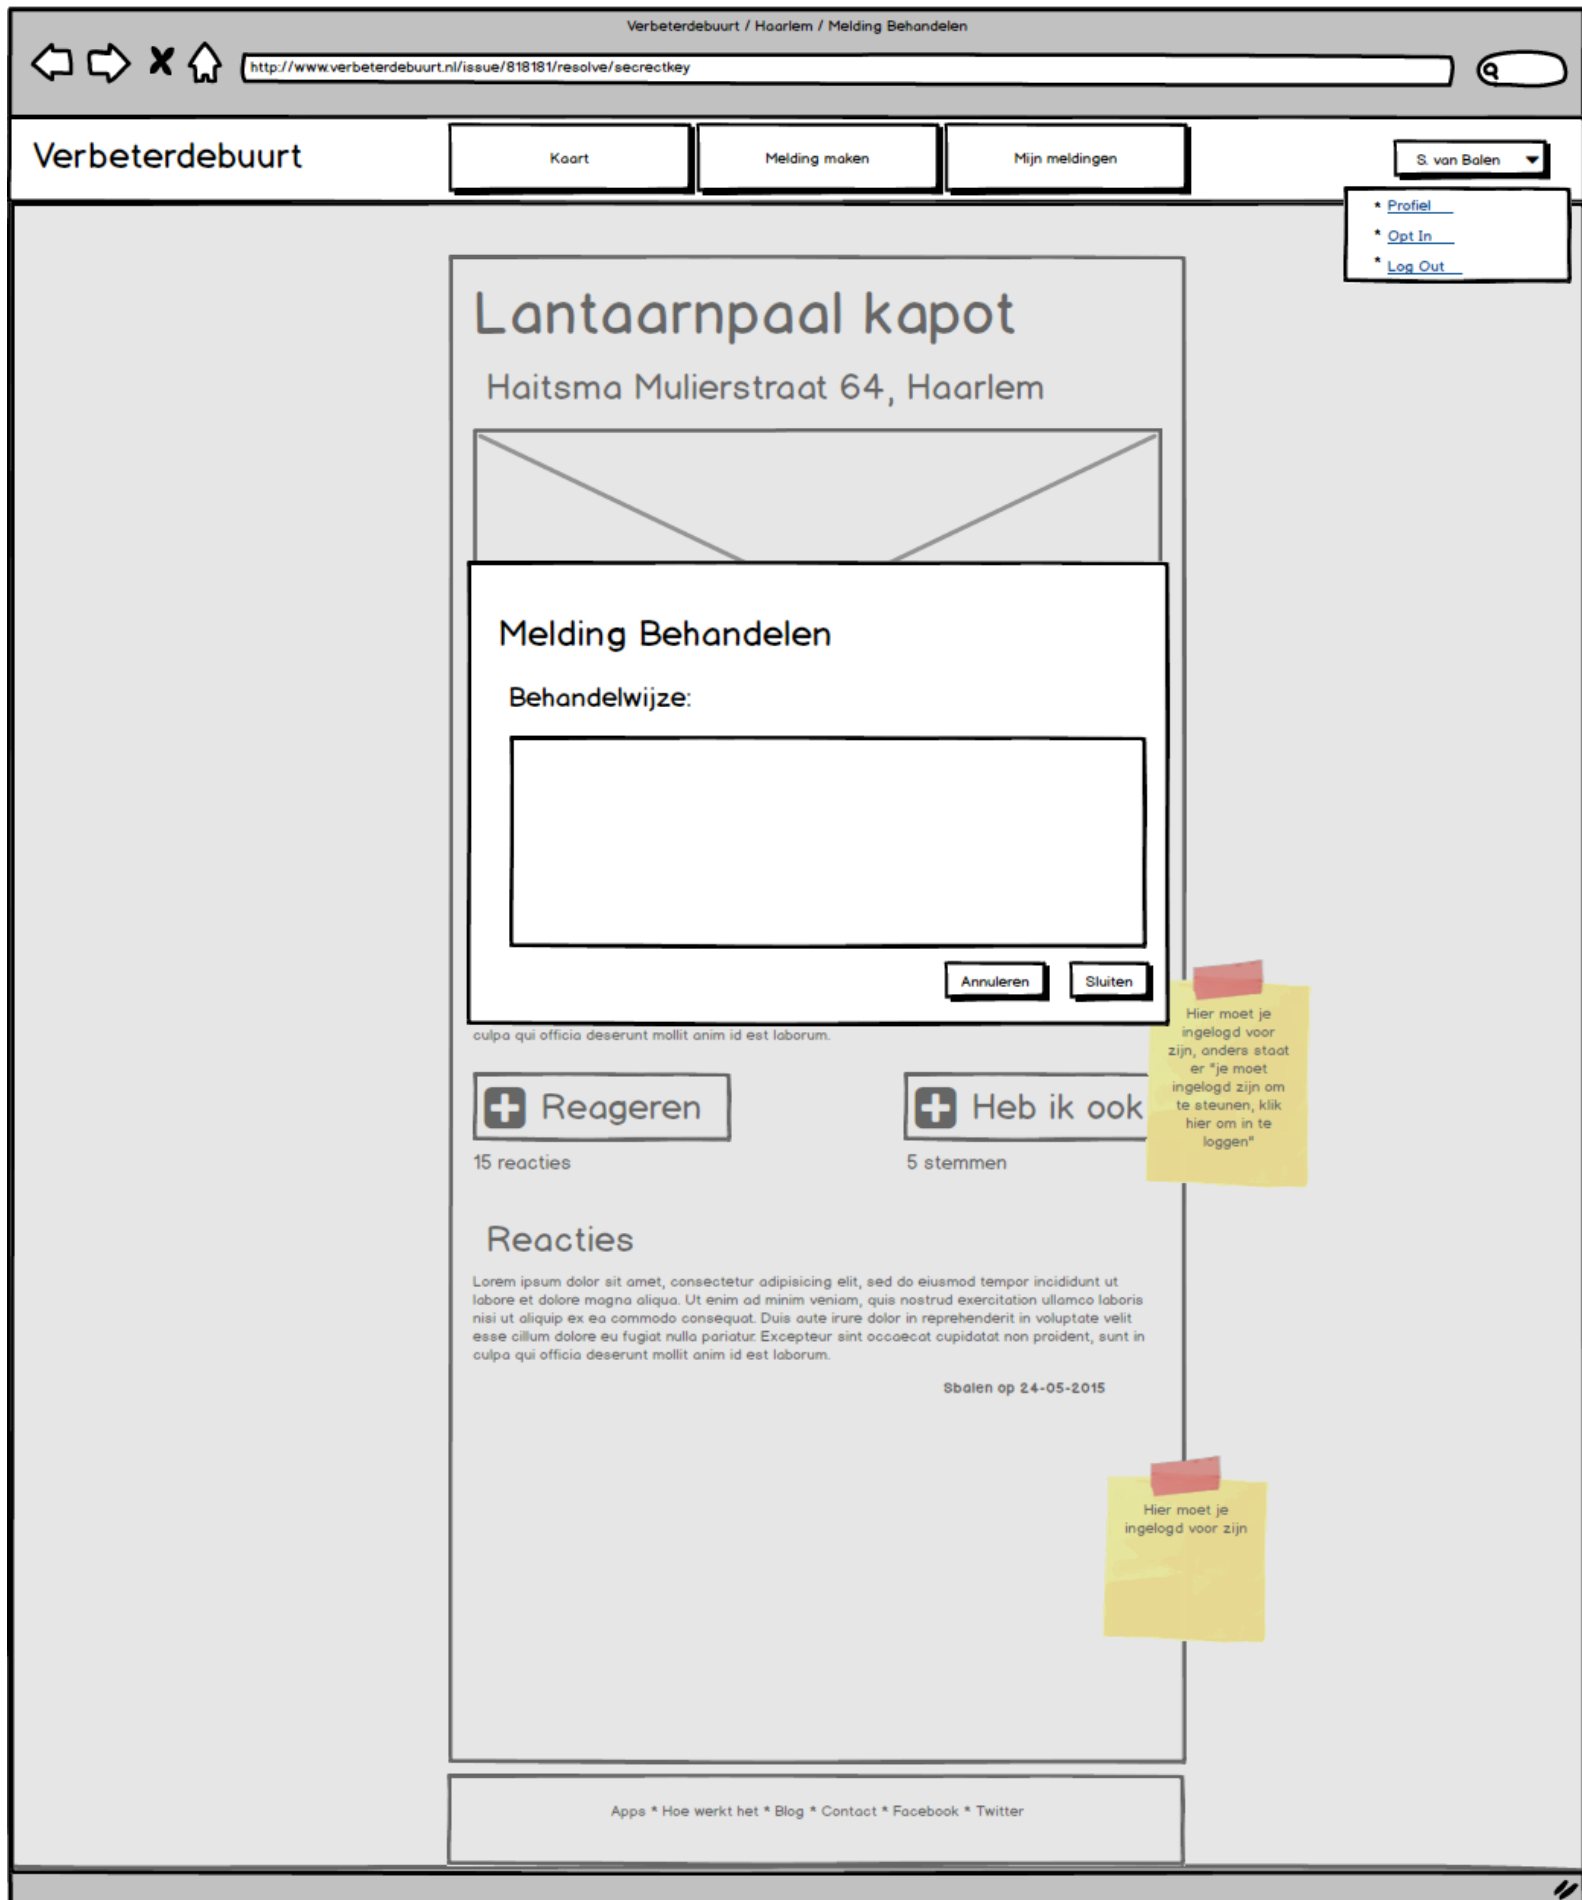 Verbeterdebuurt / Haarlem / Melding Behandelen
http://www.verbeterdebuurt.nl/issue/818181/resolve/secrectkey
Verbeterdebuurt
Kaart
Melding maken
Mijn meldingen
S. van Balen
* Profiel
* Opt In
* Log Out
Lantaarnpaal kapot
Haitsma Mulierstraat 64, Haarlem
Melding Behandelen
Behandelwijze:
Annuleren
Sluiten
culpa qui officia deserunt mollit anim id est laborum.
Hier moet je
ingelogd voor
zijn, anders staat
er "je moet
ingelogd zijn om
te steunen, klik
hier om in te
loggen"
Reageren
Heb ik ook
15 reacties
5 stemmen
Reacties
Lorem ipsum dolor sit amet, consectetur adipisicing elit, sed do eiusmod tempor incididunt ut
labore et dolore magna aliqua. Ut enim ad minim veniam, quis nostrud exercitation ullamco laboris
nisi ut aliquip ex ea commodo consequat. Duis aute irure dolor in reprehenderit in voluptate velit
esse cillum dolore eu fugiat nulla pariatur. Excepteur sint occaecat cupidatat non proident, sunt in
culpa qui officia deserunt mollit anim id est laborum.
Sbalen op 24-05-2015
Hier moet je
ingelogd voor zijn
Apps * Hoe werkt het * Blog * Contact * Facebook * Twitter